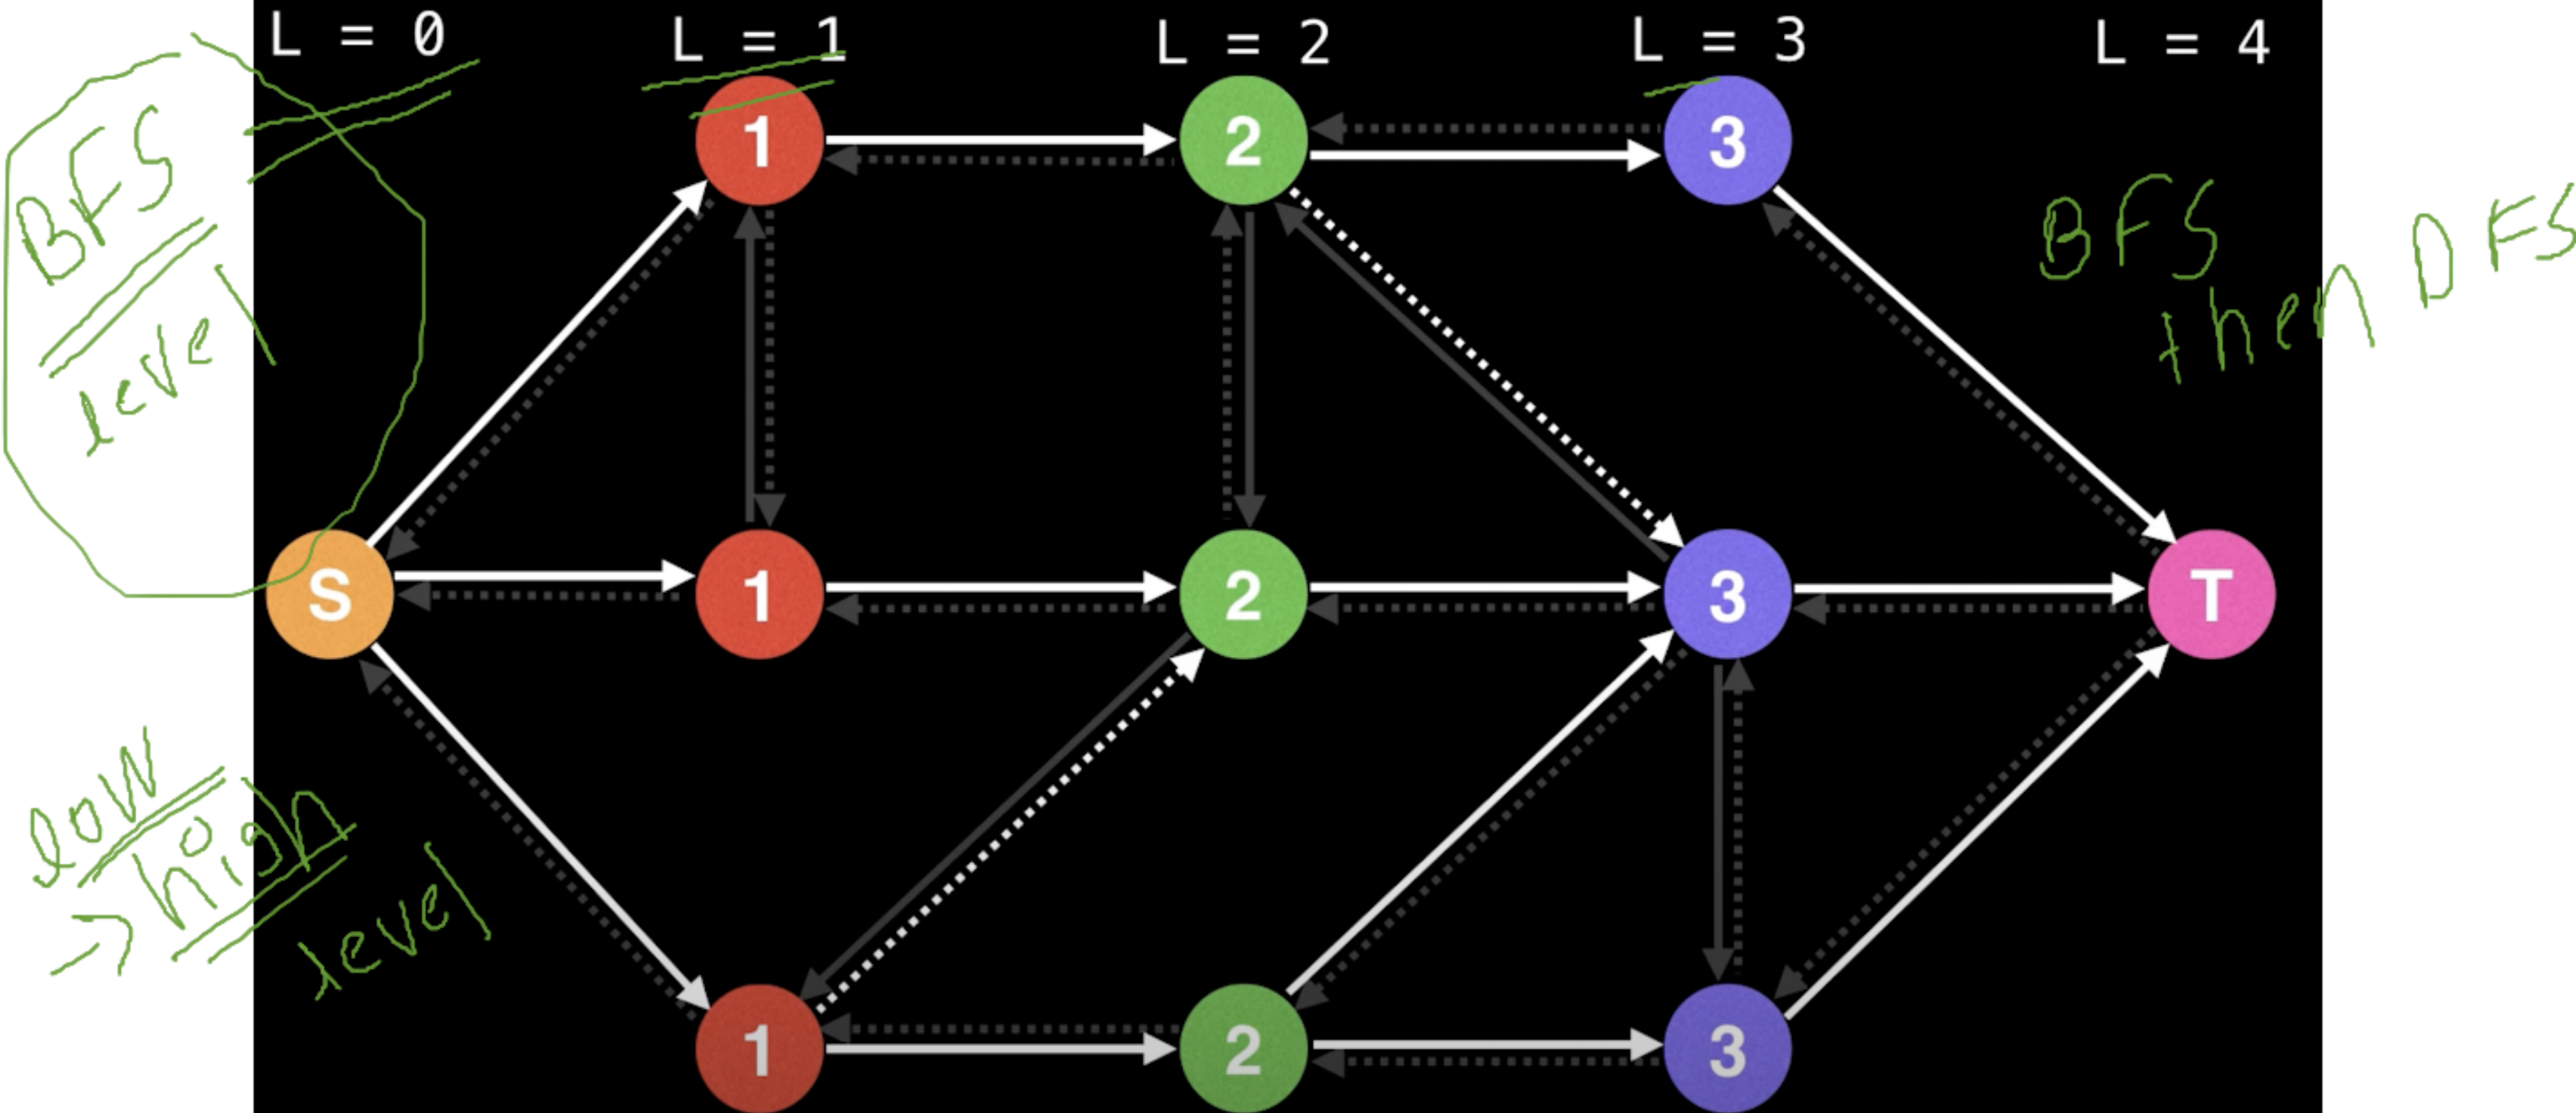 L = 0 L = 1 L = 2 L = 3 L = 4
BFS
level
1 2 3
BFS
then DFS
S 1 2 3 T
low
→ high
level
1 2 3